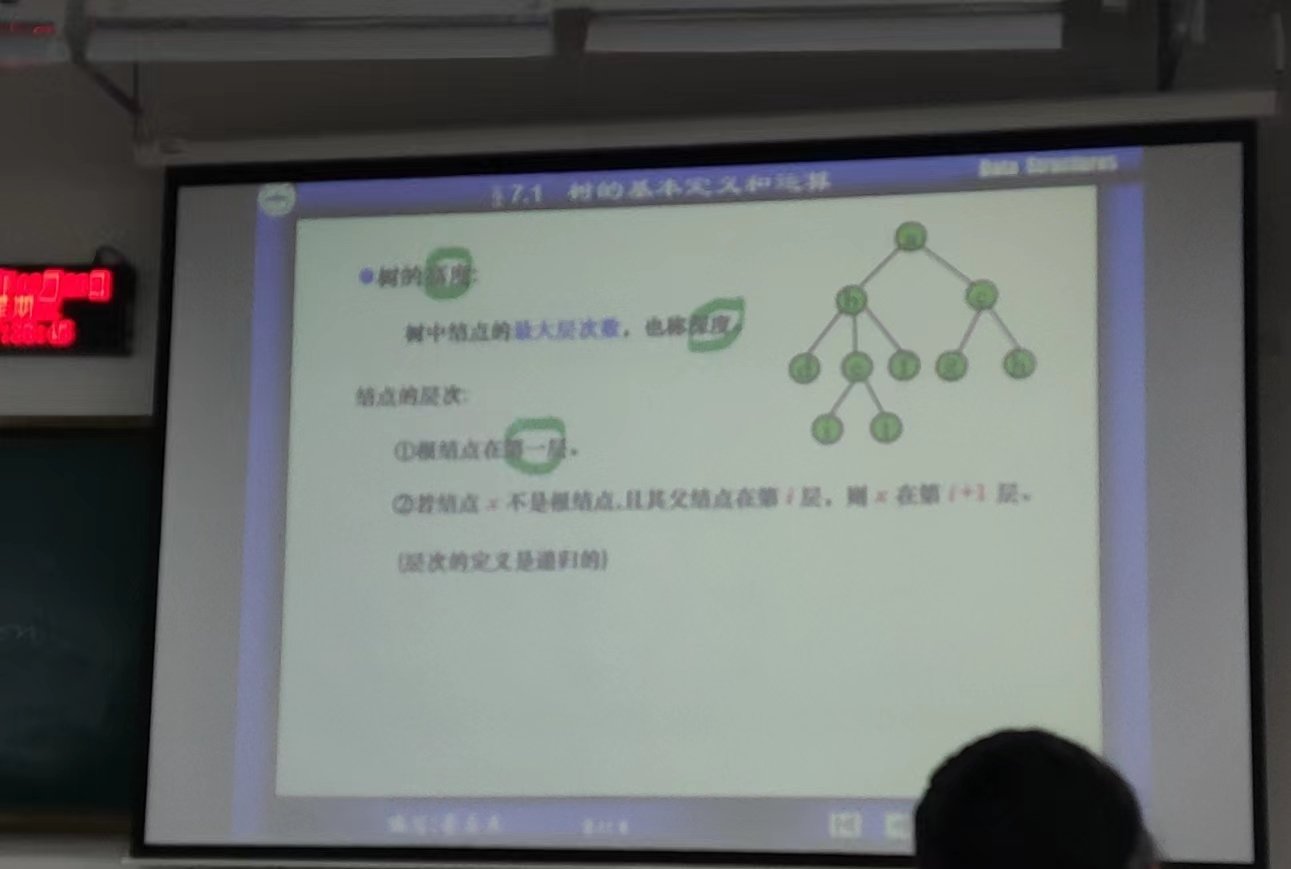 §7.1 树的基本定义和运算
Data Structures
●树的高度:
树中结点的最大层次数，也称深度。
结点的层次:
①根结点在第一层。
②若结点 x 不是根结点,且其父结点在第 i 层，则 x 在第 i+1 层。
(层次的定义是递归的)
a
b c
d e f g h
i j